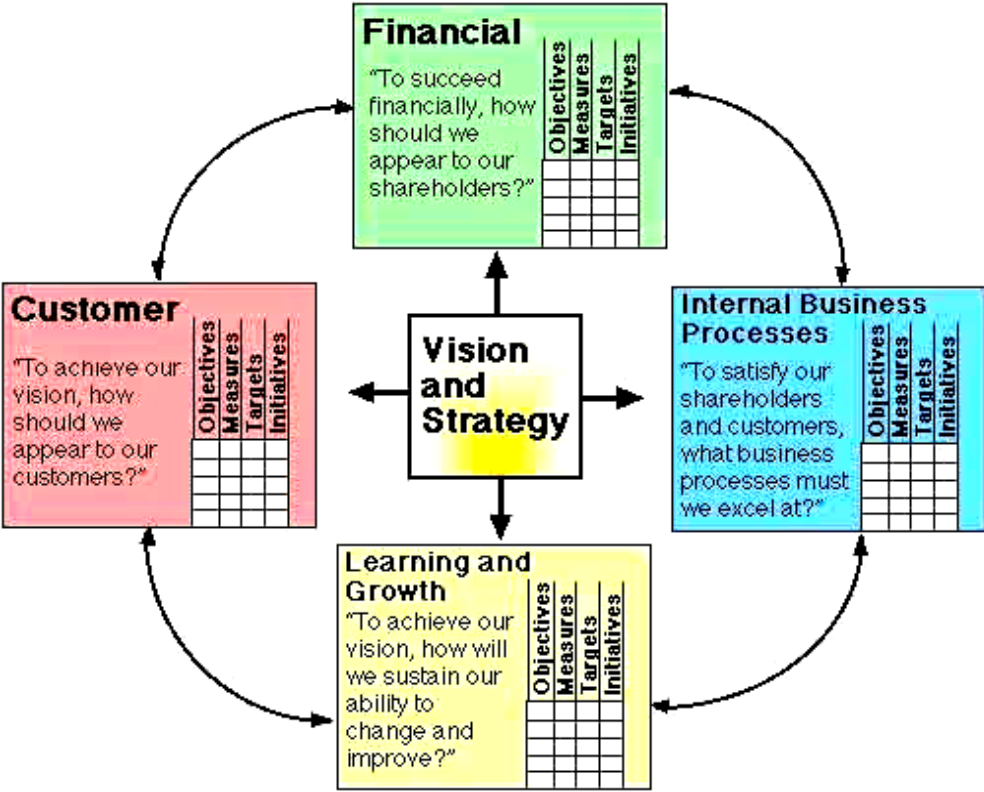 Financial
“To succeed
financially, how
should we
appear to our
shareholders?”
Objectives
Measures
Targets
Initiatives
Customer
“To achieve our
vision, how
should we
appear to our
customers?”
Objectives
Measures
Targets
Initiatives
Vision
and
Strategy
Internal Business
Processes
“To satisfy our
shareholders
and customers,
what business
processes must
we excel at?”
Objectives
Measures
Targets
Initiatives
Learning and
Growth
“To achieve our
vision, how will
we sustain our
ability to
change and
improve?”
Objectives
Measures
Targets
Initiatives